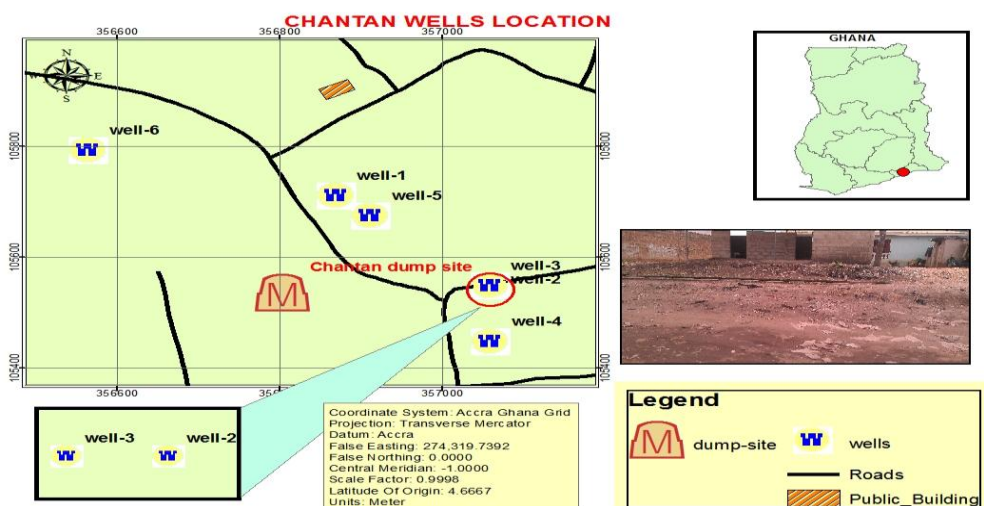 CHANTAN WELLS LOCATION
356600
356800
357000
N
W
E
S
105800
105600
105400
well-6
well-1
well-5
Chantan dump site
M
well-3
well-2
well-4
356600
357000
well-3
well-2
Coordinate System: Accra Ghana Grid
Projection: Transverse Mercator
Datum: Accra
False Easting: 274,319.7392
False Northing: 0.0000
Central Meridian: -1.0000
Scale Factor: 0.9998
Latitude Of Origin: 4.6667
Units: Meter
GHANA
Legend
M dump-site
wells
Roads
Public_Building